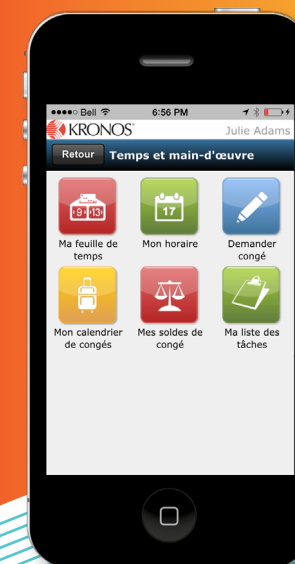 Bell 6:56 PM
KRONOS
Julie Adams
Retour Temps et main-d'œuvre
9 13
17
Ma feuille de
temps
Mon horaire
Demander
congé
Mon calendrier
de congés
Mes soldes de
congé
Ma liste des
tâches